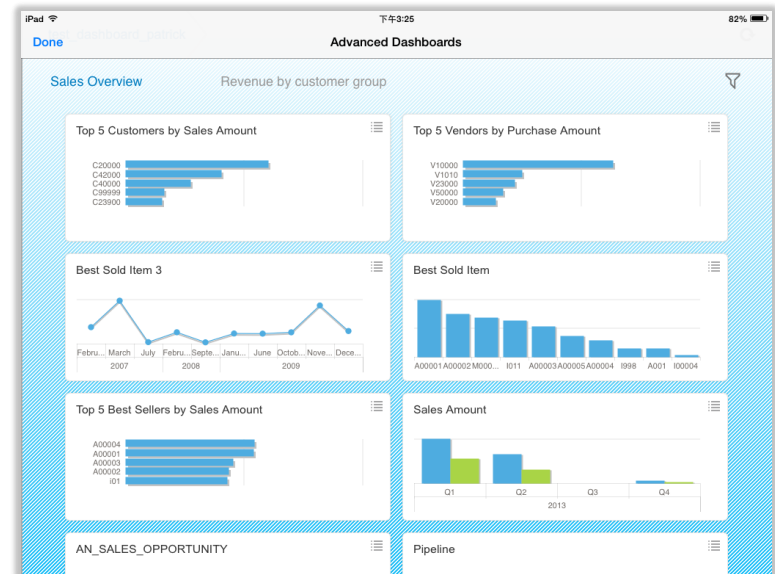 iPad 下午3:25 82%
Done Advanced Dashboards
Sales Overview Revenue by customer group
Top 5 Customers by Sales Amount
C20000
C42000
C40000
C99999
C23900
Top 5 Vendors by Purchase Amount
V10000
V1010
V23000
V50000
V20000
Best Sold Item 3
Febru... March July Febru... Septe... Janu... June Octob... Nove... Dece...
2007 2008 2009
Best Sold Item
A00001 A00002 M000... I011 A00003 A00005 A00004 I998 A001 I00004
Top 5 Best Sellers by Sales Amount
A00004
A00001
A00003
A00002
i01
Sales Amount
Q1 Q2 Q3 Q4
2013
AN_SALES_OPPORTUNITY
Pipeline